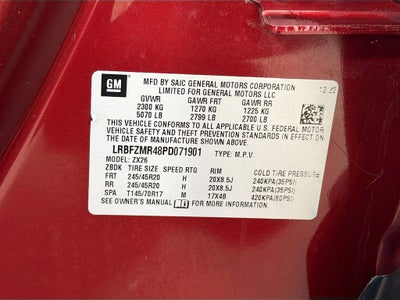 GM
MFD BY SAIC GENERAL MOTORS CORPORATION
LIMITED FOR GENERAL MOTORS LLC
GVWR GAWR FRT GAWR RR
2300 KG 1270 KG 1225 KG
5070 LB 2799 LB 2700 LB
THIS VEHICLE CONFORMS TO ALL APPLICABLE U.S. FEDERAL MOTOR
VEHICLE SAFETY AND THEFT PREVENTION STANDARDS IN EFFECT ON
THE DATE OF MANUFACTURE SHOWN ABOVE.
LRBFZMR48PD071901 TYPE: M.P.V.
MODEL: ZX26
ZBDK TIRE SIZE SPEED RTG RIM COLD TIRE PRESSURE
FRT 245/45R20 V 20X8.5J 240KPA(35PSI)
RR 245/45R20 V 20X8.5J 240KPA(35PSI)
SPA T145/70R17 M 17X4B 420KPA(60PSI)
SEE OWNER'S MANUAL FOR ADDITIONAL INFORMATION.